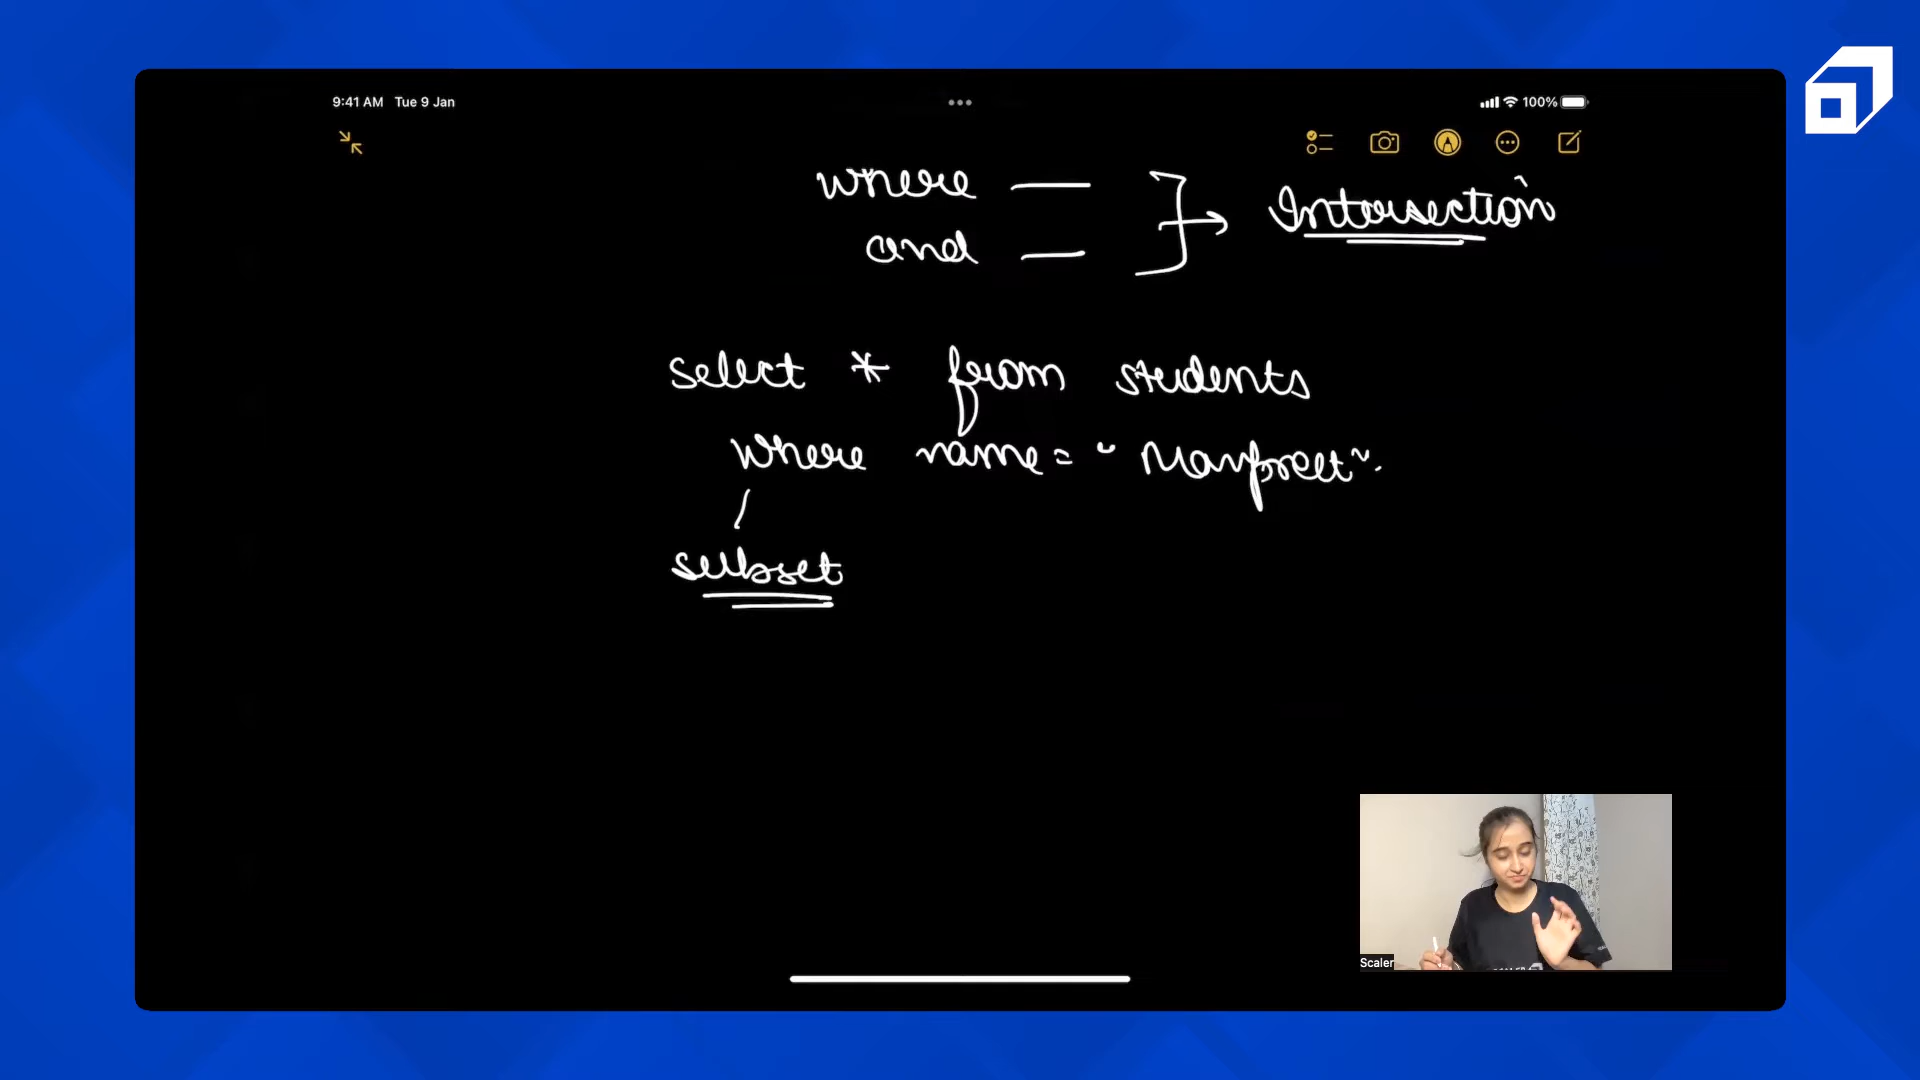 9:41 AM Tue 9 Jan
100%
where —
and —
Intersection
select * from students
where name = "Manpreet".
subset
Scaler